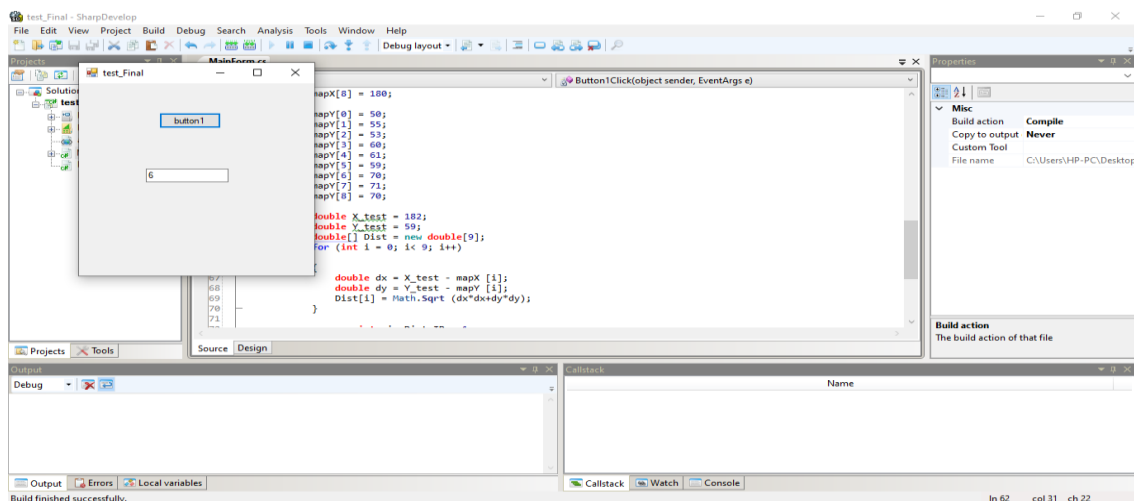 test_Final - SharpDevelop
File Edit View Project Build Debug Search Analysis Tools Window Help
Debug layout
Projects
MainForm.cs
Properties
test_Final
Button1Click(object sender, EventArgs e)
Solution
test
button1
6
mapX[8] = 180;
mapY[0] = 50;
mapY[1] = 55;
mapY[2] = 53;
mapY[3] = 60;
mapY[4] = 61;
mapY[5] = 59;
mapY[6] = 70;
mapY[7] = 71;
mapY[8] = 70;
double X_test = 182;
double Y_test = 59;
double[] Dist = new double[9];
for (int i = 0; i< 9; i++)
67 double dx = X_test - mapX [i];
68 double dy = Y_test - mapY [i];
69 Dist[i] = Math.Sqrt (dx*dx+dy*dy);
70 }
71
Misc
Build action Compile
Copy to output Never
Custom Tool
File name C:\Users\HP-PC\Desktop
Build action
The build action of that file
Projects Tools
Source Design
Output
Debug
Callstack
Name
Output Errors Local variables
Callstack Watch Console
Build finished successfully.
ln 62 col 31 ch 22